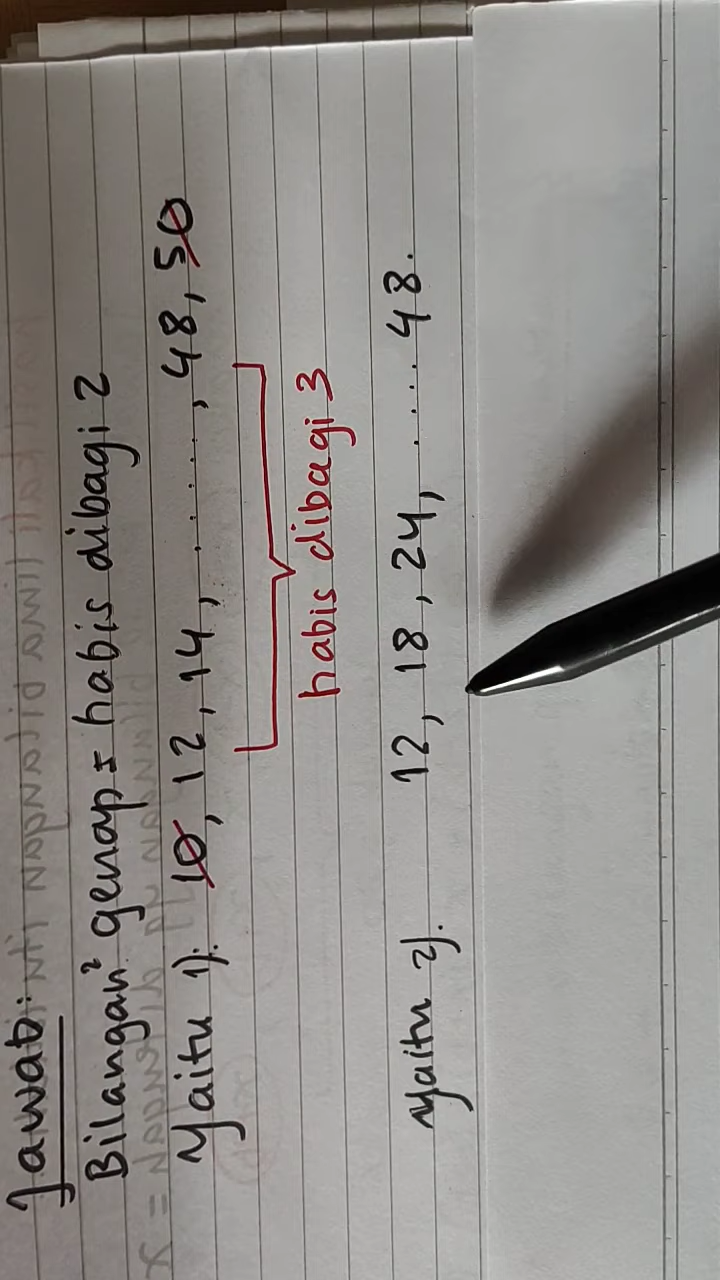 Jawab:
Bilangan² genap = habis dibagi 2
Yaitu 1). 10, 12, 14, ........, 48, 50
habis dibagi 3
Yaitu 2). 12, 18, 24, ..... 48.